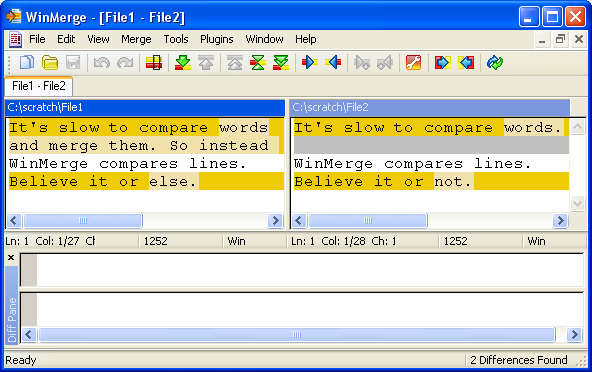 WinMerge - [File1 - File2]
File Edit View Merge Tools Plugins Window Help
File1 - File2
C:\scratch\File1
It's slow to compare words
and merge them. So instead
WinMerge compares lines.
Believe it or else.
C:\scratch\File2
It's slow to compare words.
WinMerge compares lines.
Believe it or not.
Ln: 1 Col: 1/27 Ch 1252 Win
Ln: 1 Col: 1/28 Ch: 1 1252 Win
Diff Pane
Ready
2 Differences Found